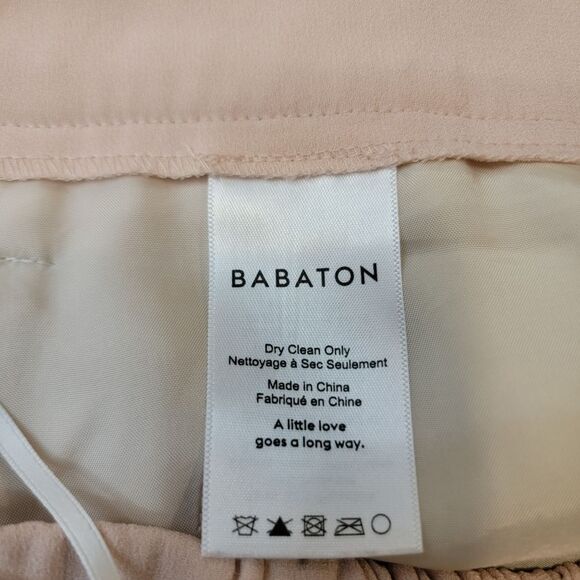 BABATON
Dry Clean Only
Nettoyage à Sec Seulement
Made in China
Fabriqué en Chine
A little love
goes a long way.